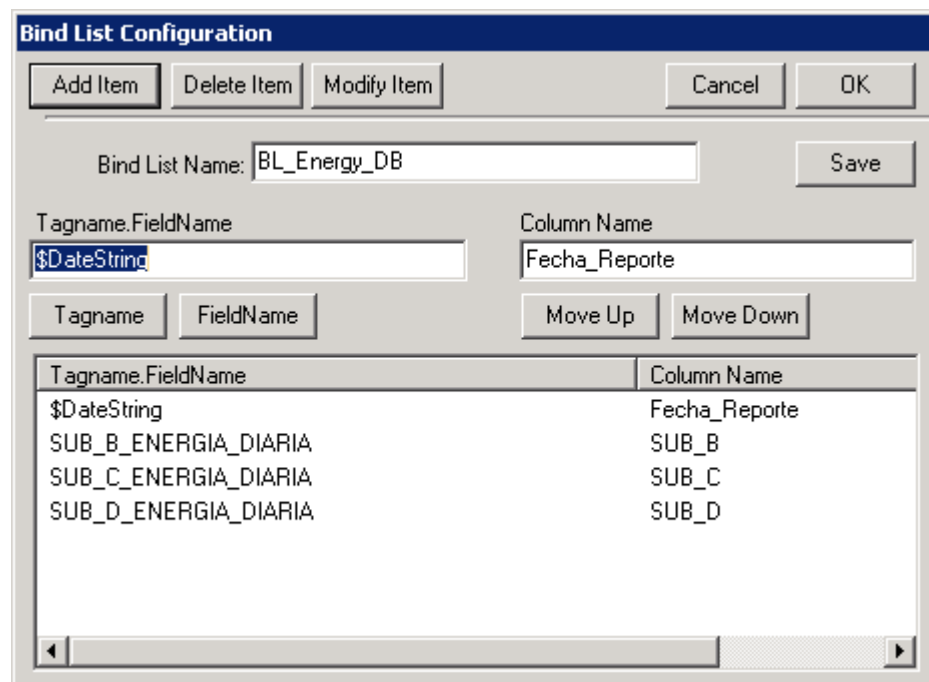 Bind List Configuration
Add Item Delete Item Modify Item Cancel OK
Bind List Name: BL_Energy_DB Save
Tagname.FieldName Column Name
$DateString Fecha_Reporte
Tagname FieldName Move Up Move Down
Tagname.FieldName Column Name
$DateString Fecha_Reporte
SUB_B_ENERGIA_DIARIA SUB_B
SUB_C_ENERGIA_DIARIA SUB_C
SUB_D_ENERGIA_DIARIA SUB_D